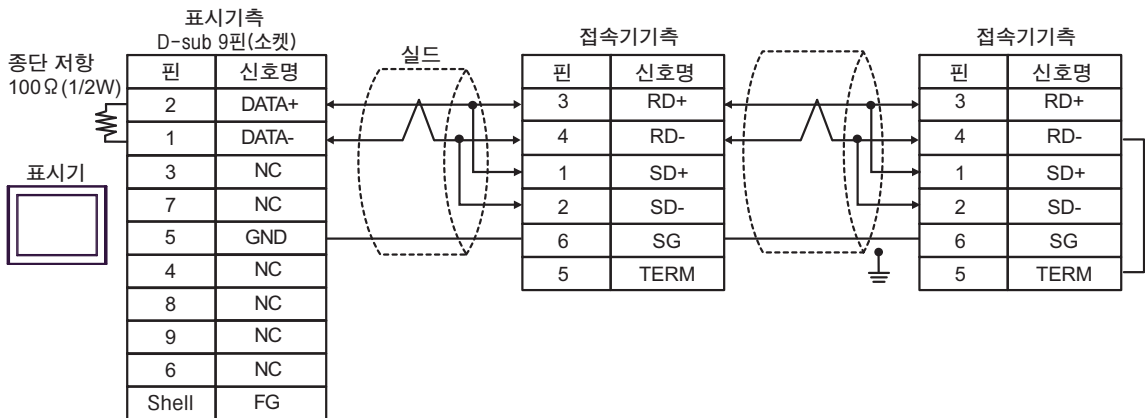 표시기측
D-sub 9핀(소켓)
종단 저항
100Ω(1/2W)
표시기
핀 신호명
2 DATA+
1 DATA-
3 NC
7 NC
5 GND
4 NC
8 NC
9 NC
6 NC
Shell FG
실드
접속기기측
핀 신호명
3 RD+
4 RD-
1 SD+
2 SD-
6 SG
5 TERM
접속기기측
핀 신호명
3 RD+
4 RD-
1 SD+
2 SD-
6 SG
5 TERM